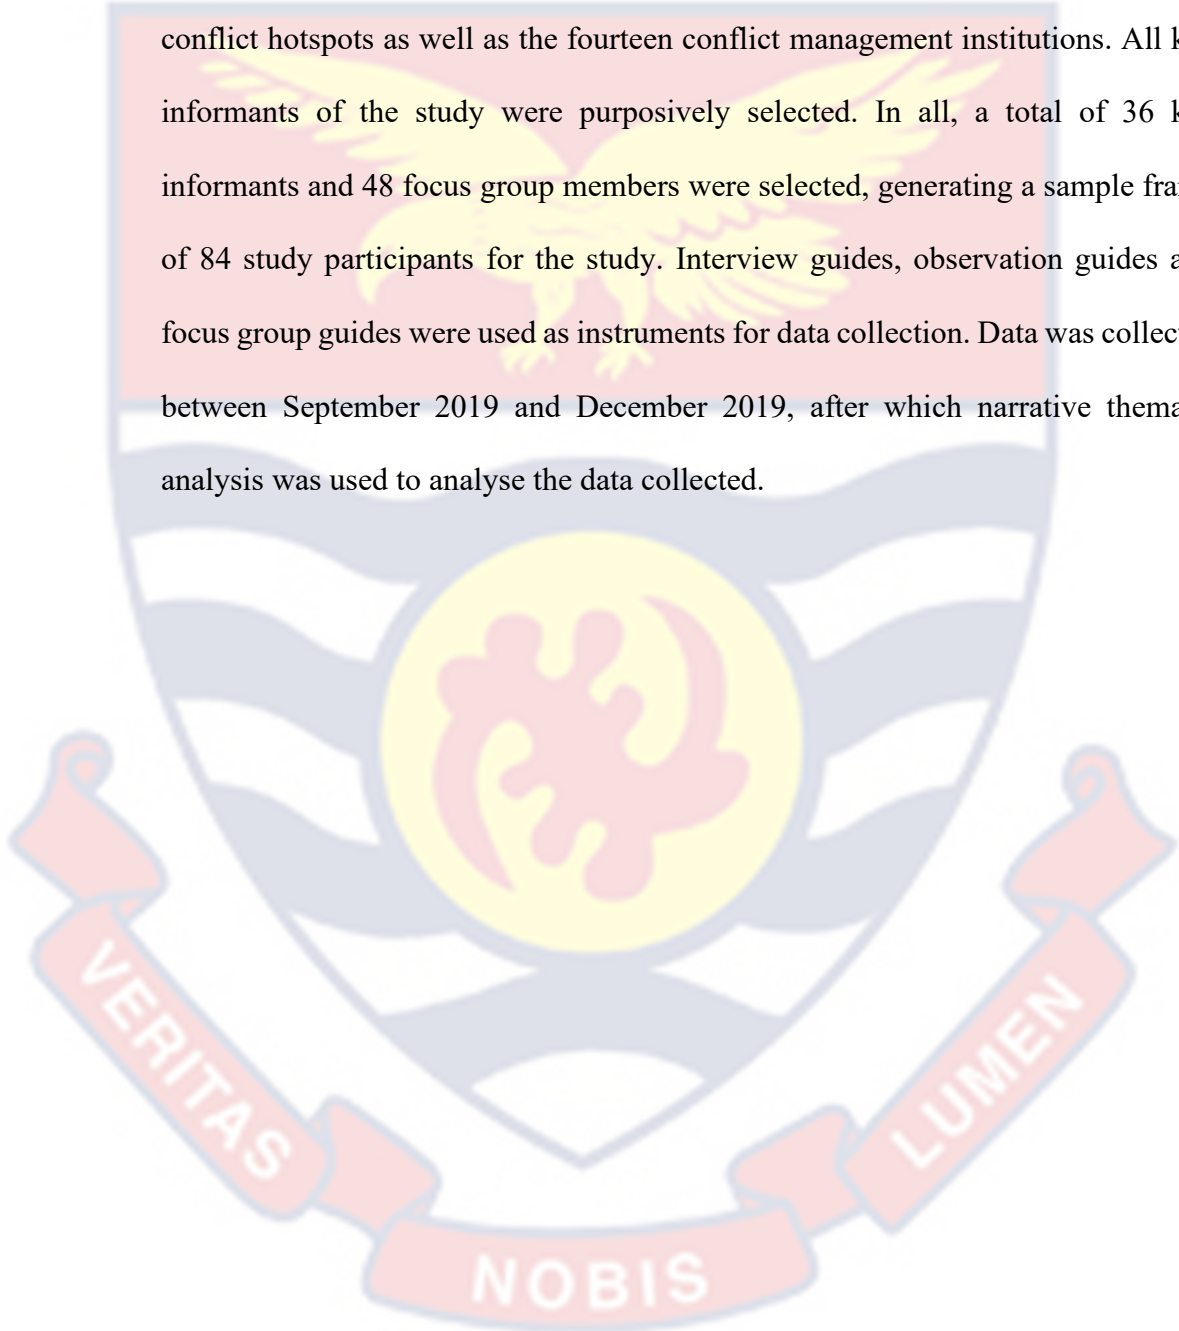 conflict hotspots as well as the fourteen conflict management institutions. All
informants of the study were purposively selected. In all, a total of 36
informants and 48 focus group members were selected, generating a sample
of 84 study participants for the study. Interview guides, observation guides
focus group guides were used as instruments for data collection. Data was
between September 2019 and December 2019, after which narrative
analysis was used to analyse the data collected.
VERITAS
NOBIS
LUMEN